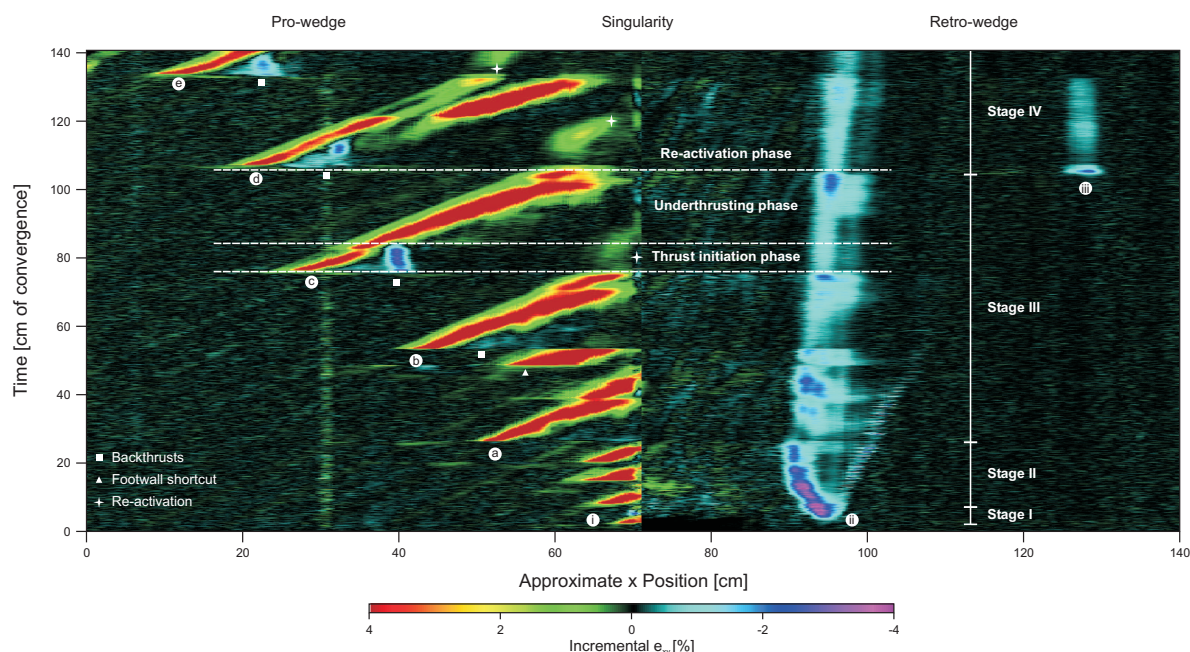 Pro-wedge Singularity Retro-wedge
140
120
100
80
60
40
20
0
Time [cm of convergence]
e
d
c
b
a
i
ii
iii
Re-activation phase
Underthrusting phase
Thrust initiation phase
Stage IV
Stage III
Stage II
Stage I
Backthrusts
Footwall shortcut
Re-activation
0 20 40 60 80 100 120 140
Approximate x Position [cm]
4 2 0 -2 -4
Incremental e [%]